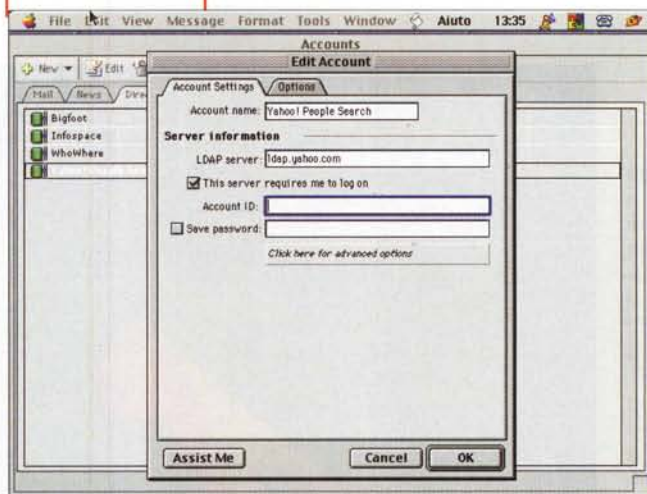 File Edit View Message Format Tools Window Aiuto 13:35
Accounts
New Edit
Mail News Dire
Bigfoot
Infospace
WhoWhere
Edit Account
Account Settings Options
Account name: Yahoo! People Search
Server information
LDAP server: ldap.yahoo.com
This server requires me to log on
Account ID:
Save password:
Click here for advanced options
Assist Me Cancel OK